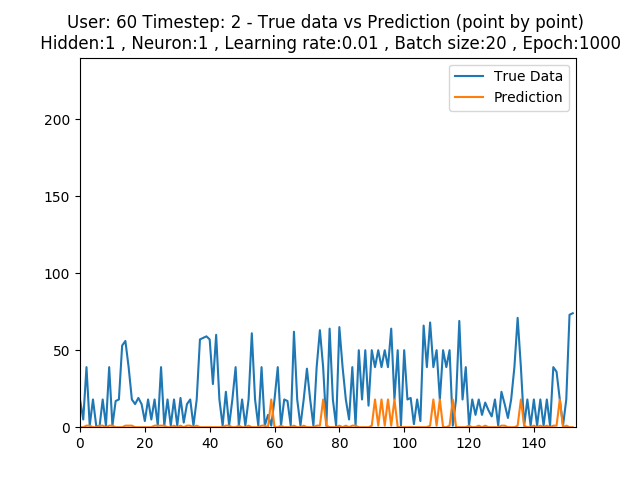 User: 60 Timestep: 2 - True data vs Prediction (point by point)
Hidden:1 , Neuron:1 , Learning rate:0.01 , Batch size:20 , Epoch:1000
True Data
Prediction
200
150
100
50
0
0 20 40 60 80 100 120 140